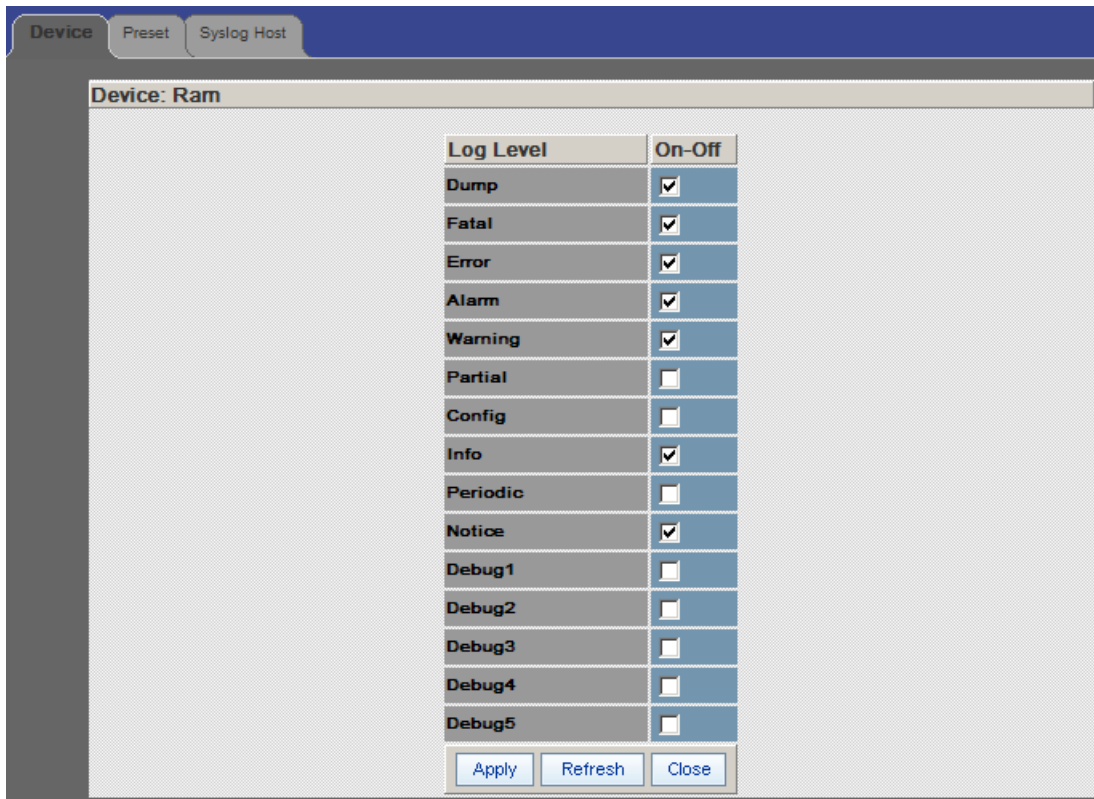 Device Preset Syslog Host
Device: Ram
Log Level On-Off
Dump
Fatal
Error
Alarm
Warning
Partial
Config
Info
Periodic
Notice
Debug1
Debug2
Debug3
Debug4
Debug5
Apply Refresh Close